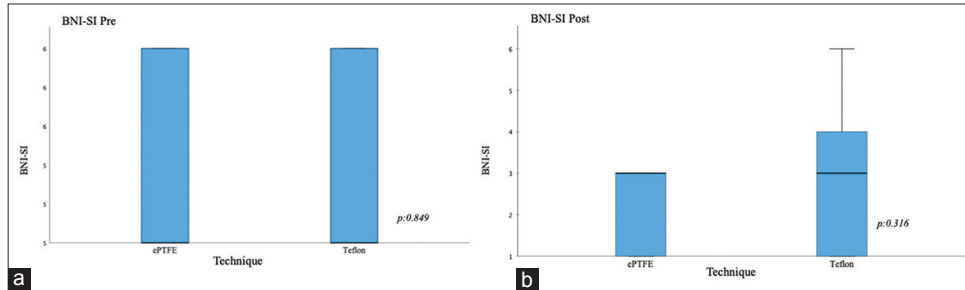 BNI-SI Pre
6
6
6
5
5
5
BNI-SI
ePTFE
Teflon
Technique
p:0.849
a
BNI-SI Post
6
5
4
3
2
1
BNI-SI
ePTFE
Teflon
Technique
p:0.316
b